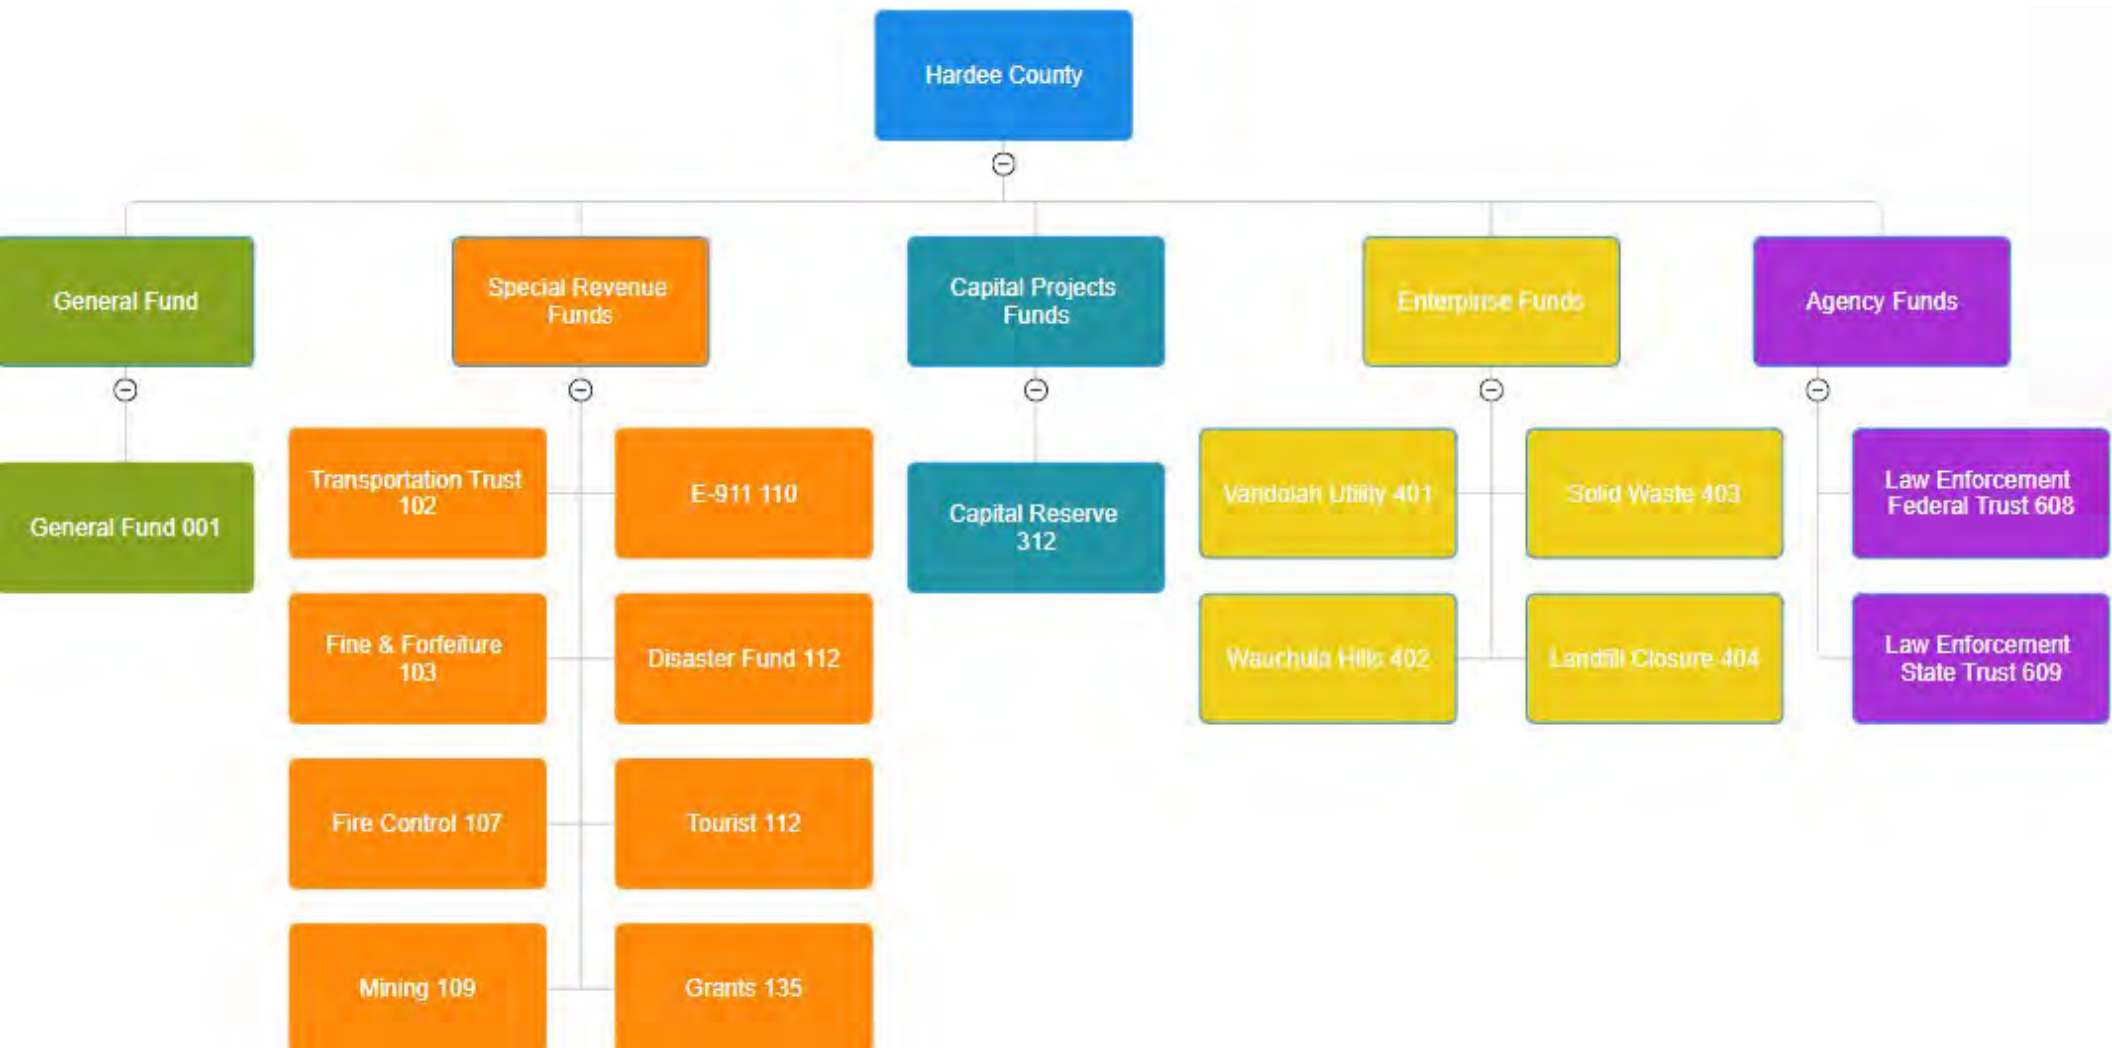 Hardee County
General Fund
Special Revenue
Funds
Capital Projects
Funds
Enterpirse Funds
Agency Funds
General Fund 001
Transportation Trust
102
E-911 110
Capital Reserve
312
Vandolah Utility 401
Solid Waste 403
Law Enforcement
Federal Trust 608
Fine & Forfeiture
103
Disaster Fund 112
Wauchula Hills 402
Landfill Closure 404
Law Enforcement
State Trust 609
Fire Control 107
Tourist 112
Mining 109
Grants 135